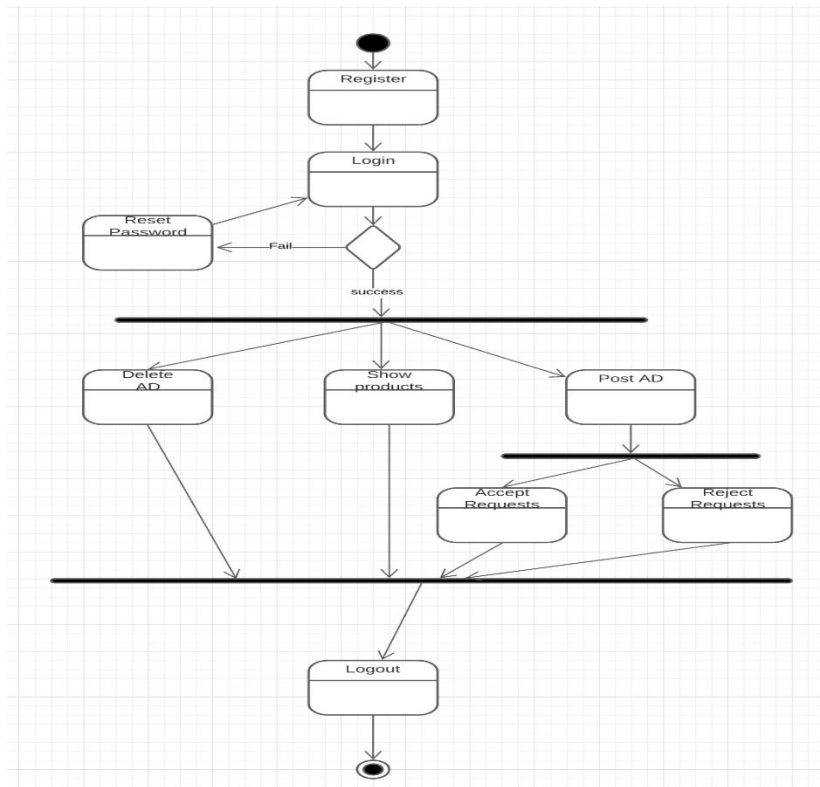 Register
Login
Reset
Password
Fail
success
Delete
AD
Show
products
Post AD
Accept
Requests
Reject
Requests
Logout